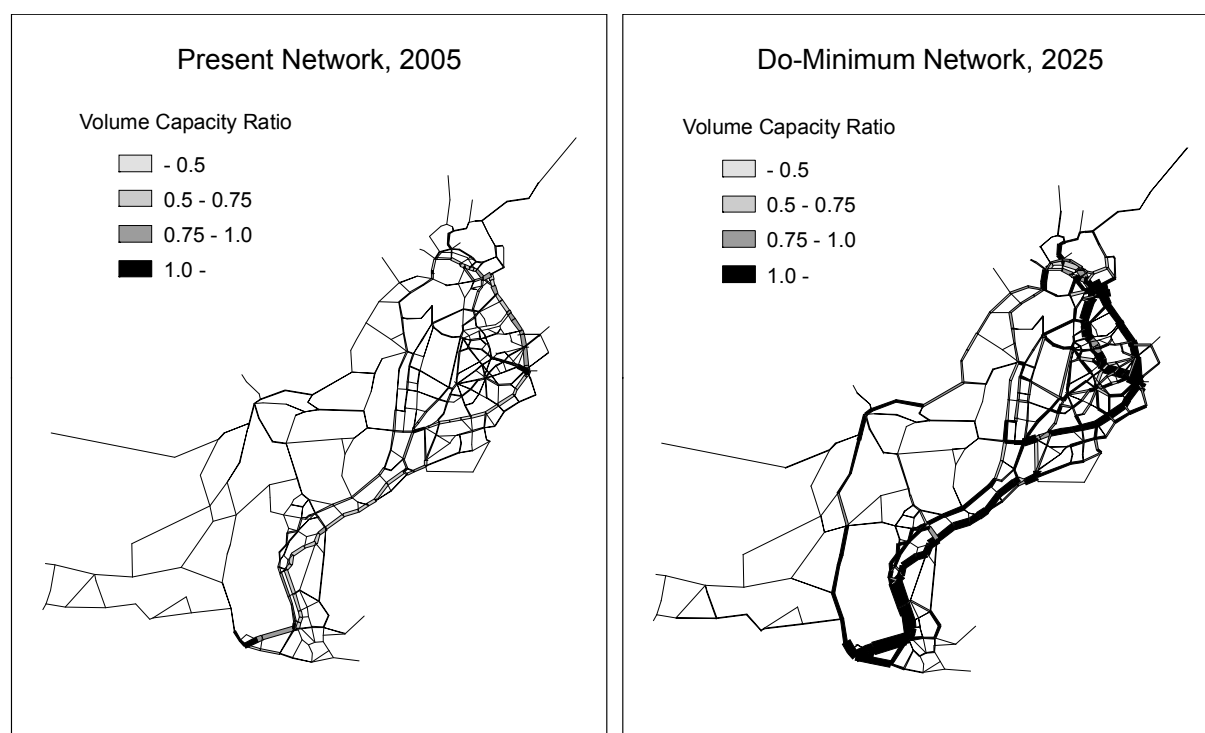 Present Network, 2005
Volume Capacity Ratio
- 0.5
0.5 - 0.75
0.75 - 1.0
1.0 -
Do-Minimum Network, 2025
Volume Capacity Ratio
- 0.5
0.5 - 0.75
0.75 - 1.0
1.0 -